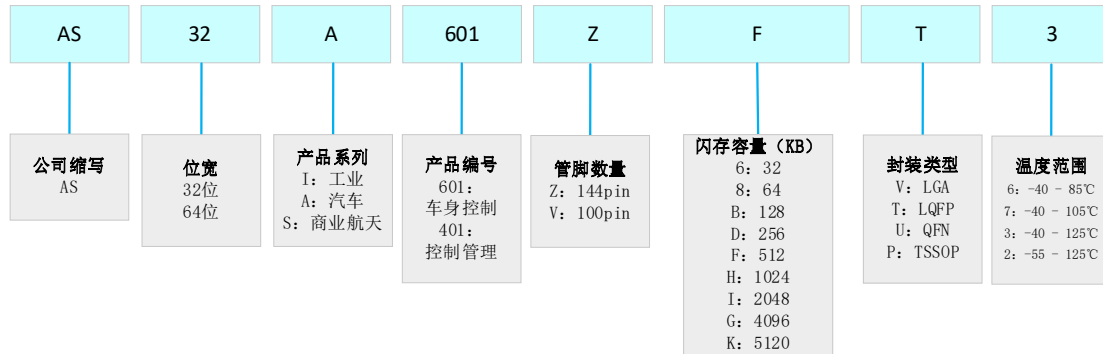 AS
32
A
601
Z
F
T
3
公司缩写
AS
位宽
32位
64位
产品系列
I：工业
A：汽车
S：商业航天
产品编号
601：
车身控制
401：
控制管理
管脚数量
Z：144pin
V：100pin
闪存容量（KB）
6：32
8：64
B：128
D：256
F：512
H：1024
I：2048
G：4096
K：5120
封装类型
V：LGA
T：LQFP
U：QFN
P：TSSOP
温度范围
6：-40 - 85℃
7：-40 - 105℃
3：-40 - 125℃
2：-55 - 125℃